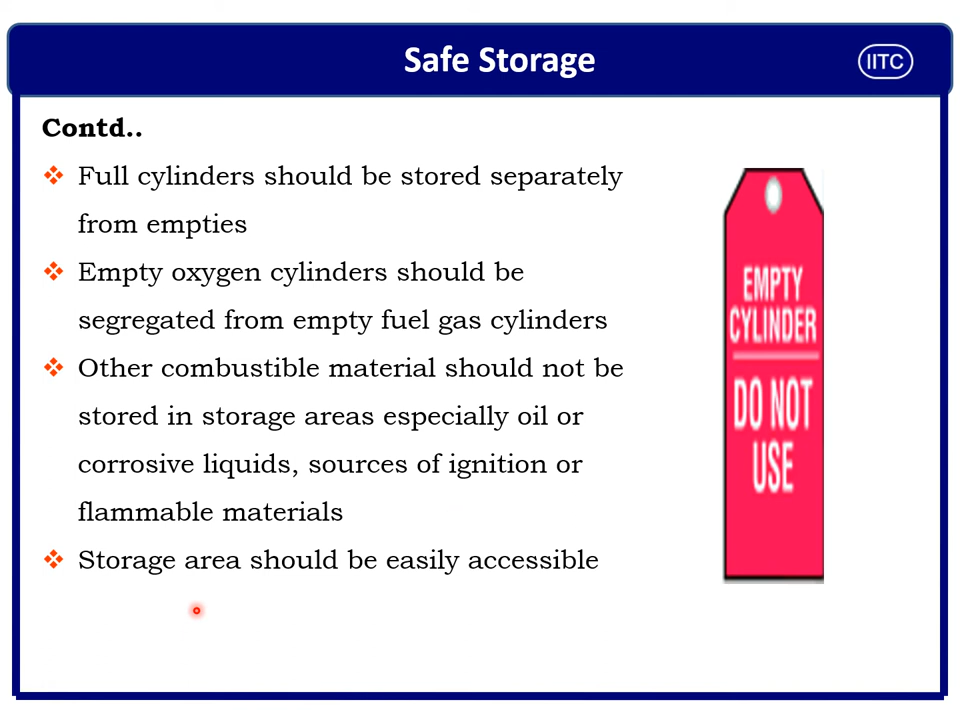 Safe Storage
IITC
Contd..
❖ Full cylinders should be stored separately
from empties
❖ Empty oxygen cylinders should be
segregated from empty fuel gas cylinders
❖ Other combustible material should not be
stored in storage areas especially oil or
corrosive liquids, sources of ignition or
flammable materials
❖ Storage area should be easily accessible
EMPTY
CYLINDER
DO NOT
USE